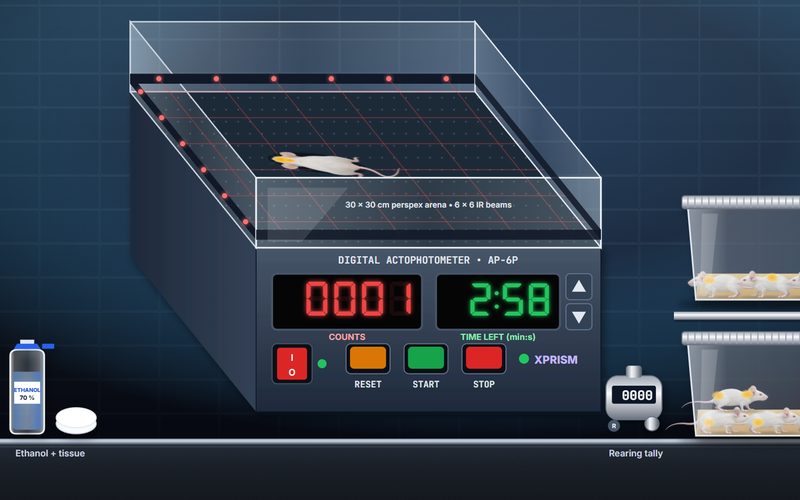 30 × 30 cm perspex arena • 6 × 6 IR beams
DIGITAL ACTOPHOTOMETER • AP-6P
0001
2:58
COUNTS
TIME LEFT (min:s)
I
O
XPRISM
RESET
START
STOP
ETHANOL
70 %
0000
R
Ethanol + tissue
Rearing tally